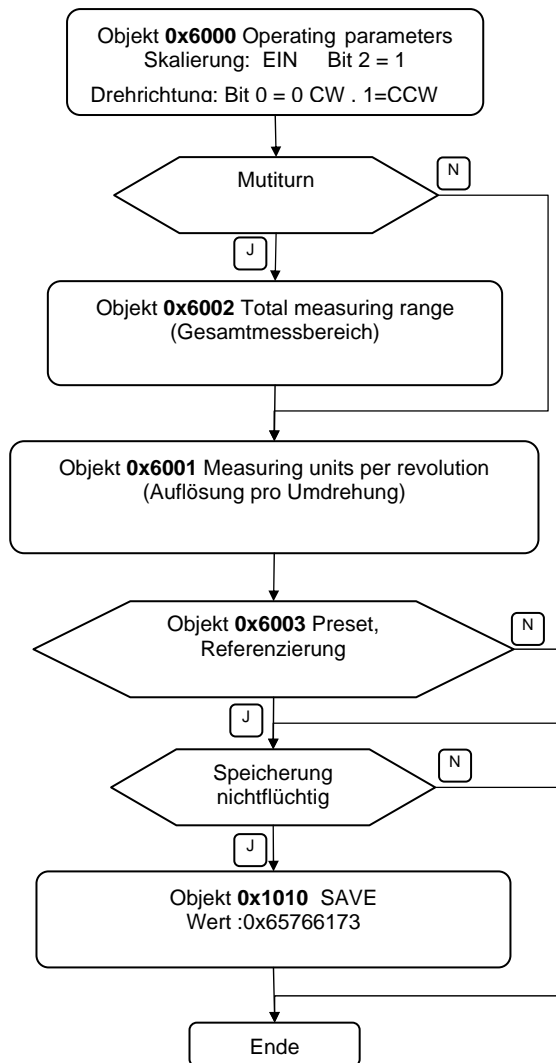 Objekt 0x6000 Operating parameters
Skalierung: EIN Bit 2 = 1
Drehrichtung: Bit 0 = 0 CW , 1=CCW
Mutiturn
N
J
Objekt 0x6002 Total measuring range
(Gesamtmessbereich)
Objekt 0x6001 Measuring units per revolution
(Auflösung pro Umdrehung)
Objekt 0x6003 Preset,
Referenzierung
N
J
Speicherung
nichtflüchtig
N
J
Objekt 0x1010 SAVE
Wert :0x65766173
Ende